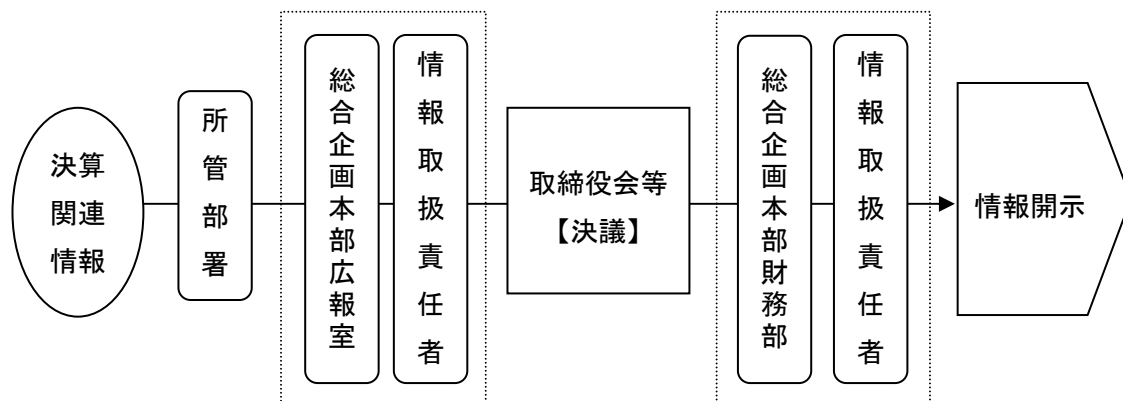 決算
関連
情報
所管部署
総合企画本部広報室
情報取扱責任者
取締役会等
【決議】
総合企画本部財務部
情報取扱責任者
情報開示